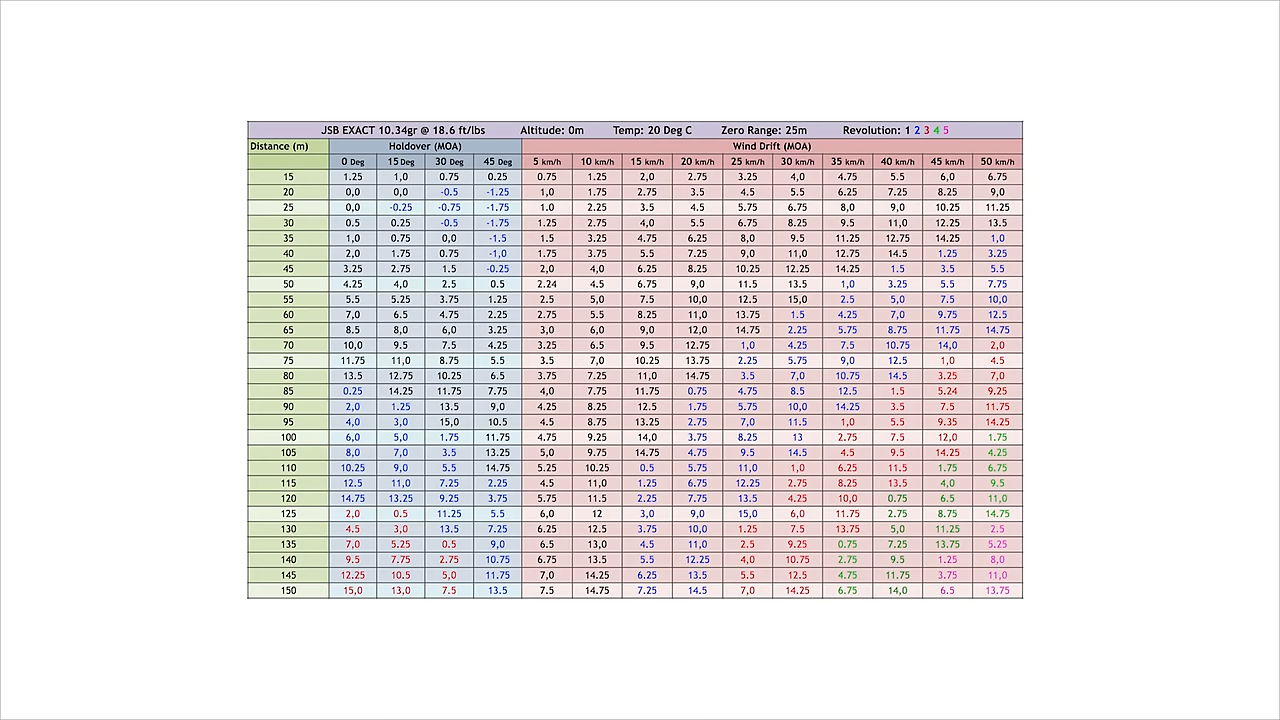 JSB EXACT 10.34gr @ 18.6 ft/lbs Altitude: 0m Temp: 20 Deg C Zero Range: 25m Revolution: 1 2 3 4 5
Distance (m) Holdover (MOA) Wind Drift (MOA)
0 Deg 15 Deg 30 Deg 45 Deg 5 km/h 10 km/h 15 km/h 20 km/h 25 km/h 30 km/h 35 km/h 40 km/h 45 km/h 50 km/h
15 1.25 1,0 0.75 0.25 0.75 1.25 2,0 2.75 3.25 4,0 4.75 5.5 6,0 6.75
20 0,0 0,0 -0.5 -1.25 1,0 1.75 2.75 3.5 4.5 5.5 6.25 7.25 8.25 9,0
25 0,0 -0.25 -0.75 -1.75 1.0 2.25 3.5 4.5 5.75 6.75 8,0 9,0 10.25 11.25
30 0.5 0.25 -0.5 -1.75 1.25 2.75 4,0 5.5 6.75 8.25 9.5 11,0 12.25 13.5
35 1,0 0.75 0,0 -1.5 1.5 3.25 4.75 6.25 8,0 9.5 11.25 12.75 14.25 1,0
40 2,0 1.75 0.75 -1,0 1.75 3.75 5.5 7.25 9,0 11,0 12.75 14.5 1.25 3.25
45 3.25 2.75 1.5 -0.25 2,0 4,0 6.25 8.25 10.25 12.25 14.25 1.5 3.5 5.5
50 4.25 4,0 2.5 0.5 2.24 4.5 6.75 9,0 11.5 13.5 1,0 3.25 5.5 7.75
55 5.5 5.25 3.75 1.25 2.5 5,0 7.5 10,0 12.5 15,0 2.5 5,0 7.5 10,0
60 7,0 6.5 4.75 2.25 2.75 5.5 8.25 11,0 13.75 1.5 4.25 7,0 9.75 12.5
65 8.5 8,0 6,0 3.25 3,0 6,0 9,0 12,0 14.75 2.25 5.75 8.75 11.75 14.75
70 10,0 9.5 7.5 4.25 3.25 6.5 9.5 12.75 1,0 4.25 7.5 10.75 14,0 2,0
75 11.75 11,0 8.75 5.5 3.5 7,0 10.25 13.75 2.25 5.75 9,0 12.5 1,0 4.5
80 13.5 12.75 10.25 6.5 3.75 7.25 11,0 14.75 3.5 7,0 10.75 14.5 3.25 7,0
85 0.25 14.25 11.75 7.75 4,0 7.75 11.75 0.75 4.75 8.5 12.5 1.5 5.24 9.25
90 2,0 1.25 13.5 9,0 4.25 8.25 12.5 1.75 5.75 10,0 14.25 3.5 7.5 11.75
95 4,0 3,0 15,0 10.5 4.5 8.75 13.25 2.75 7,0 11.5 1,0 5.5 9.35 14.25
100 6,0 5,0 1.75 11.75 4.75 9.25 14,0 3.75 8.25 13 2.75 7.5 12,0 1.75
105 8,0 7,0 3.5 13.25 5,0 9.75 14.75 4.75 9.5 14.5 4.5 9.5 14.25 4.25
110 10.25 9,0 5.5 14.75 5.25 10.25 0.5 5.75 11,0 1,0 6.25 11.5 1.75 6.75
115 12.5 11,0 7.25 2.25 4.5 11,0 1.25 6.75 12.25 2.75 8.25 13.5 4,0 9.5
120 14.75 13.25 9.25 3.75 5.75 11.5 2.25 7.75 13.5 4.25 10,0 0.75 6.5 11,0
125 2,0 0.5 11.25 5.5 6,0 12 3,0 9,0 15,0 6,0 11.75 2.75 8.75 14.75
130 4.5 3,0 13.5 7.25 6.25 12.5 3.75 10,0 1.25 7.5 13.75 5,0 11.25 2.5
135 7,0 5.25 0.5 9,0 6.5 13,0 4.5 11,0 2.5 9.25 0.75 7.25 13.75 5.25
140 9.5 7.75 2.75 10.75 6.75 13.5 5.5 12.25 4,0 10.75 2.75 9.5 1.25 8,0
145 12.25 10.5 5,0 11.75 7,0 14.25 6.25 13.5 5.5 12.5 4.75 11.75 3.75 11,0
150 15,0 13,0 7.5 13.5 7.5 14.75 7.25 14.5 7,0 14.25 6.75 14,0 6.5 13.75